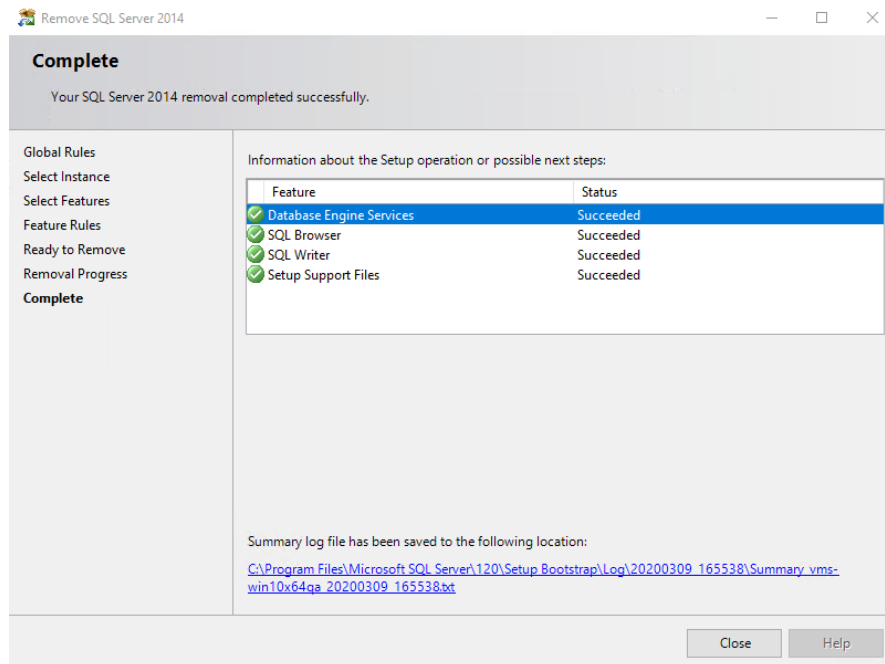 Remove SQL Server 2014
Complete
Your SQL Server 2014 removal completed successfully.
Global Rules
Select Instance
Select Features
Feature Rules
Ready to Remove
Removal Progress
Complete
Information about the Setup operation or possible next steps:
Feature Status
Database Engine Services Succeeded
SQL Browser Succeeded
SQL Writer Succeeded
Setup Support Files Succeeded
Summary log file has been saved to the following location:
C:\Program Files\Microsoft SQL Server\120\Setup Bootstrap\Log\20200309_165538\Summary_vms-
win10x64qa_20200309_165538.txt
Close Help